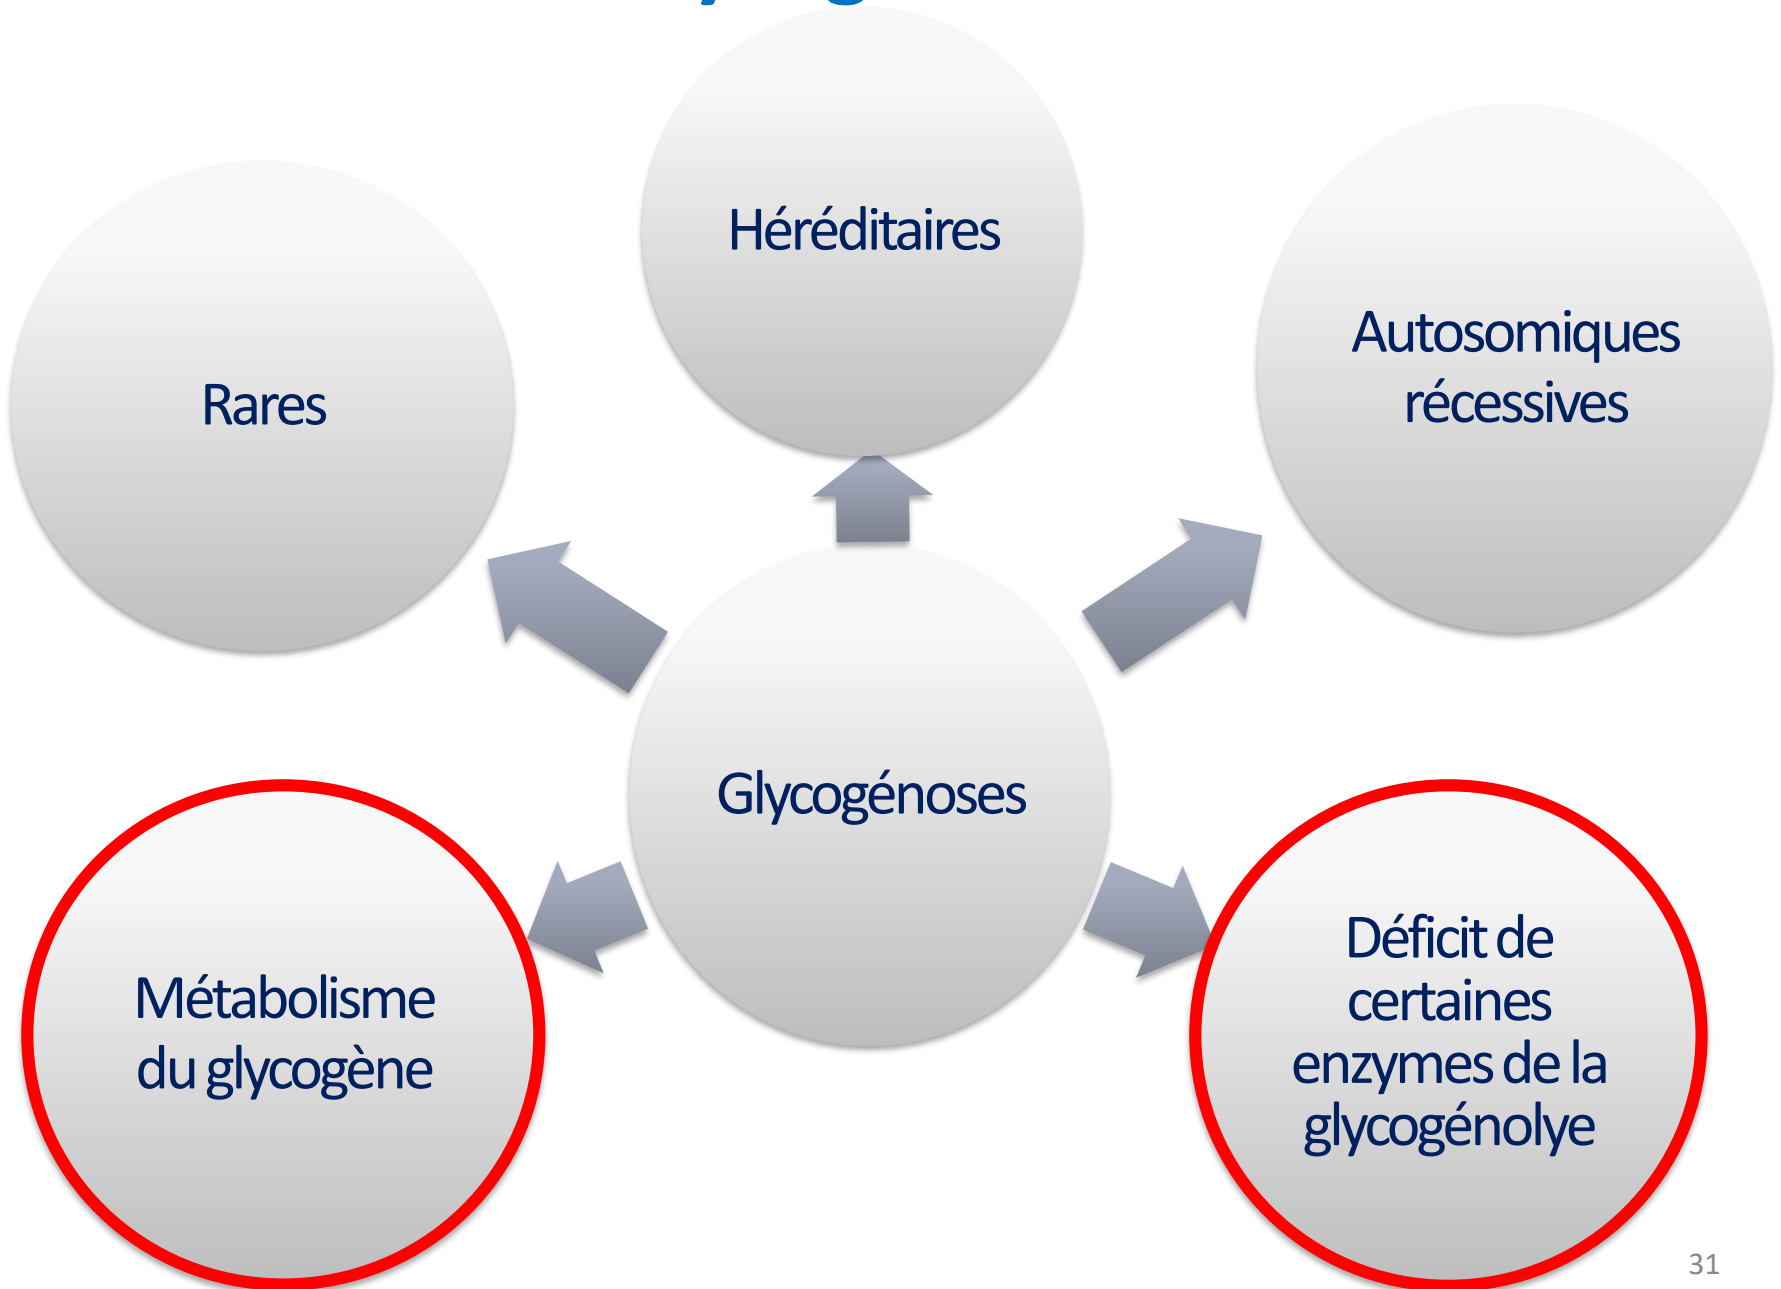 Héréditaires
Autosomiques
récessives
Rares
Glycogénoses
Métabolisme
du glycogène
Déficit de
certaines
enzymes de la
glycogénolye
31